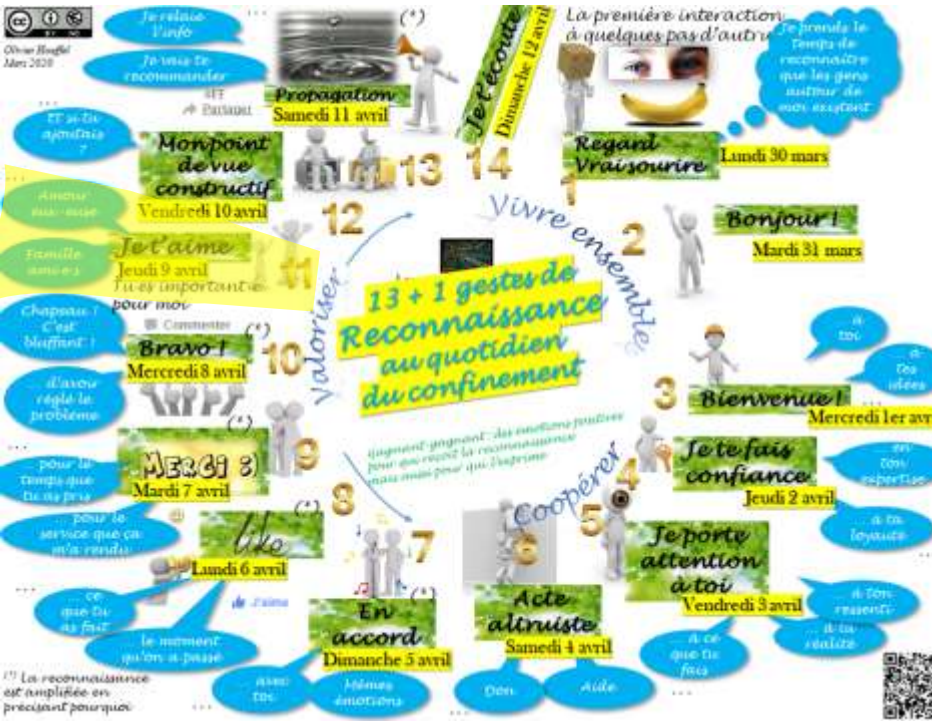 cc
BY NC
Olivier Hoeffel
Mars 2020
Je relaie
l'info
Je vais te
recommander
(*)
Partager
Propagation
Samedi 11 avril
Je t'écoute
Dimanche 12 avril
La première interaction
à quelques pas d'autrui
Je prends le
temps de
reconnaître
que les gens
autour de
moi existent
Regard
Vrai sourire
Lundi 30 mars
1
Et si tu
ajoutais
?
Mon point
de vue
constructif
Vendredi 10 avril
13
14
12
Vivre ensemble
2
Bonjour !
Mardi 31 mars
...
Amour
Famille
ami·e·s
Je t'aime
Jeudi 9 avril
Tu es important·e
pour moi
11
Valoriser
13 + 1 gestes de
Reconnaissance
au quotidien
du confinement
Chapeau !
C'est
bluffant !
Commenter
(*)
Bravo !
Mercredi 8 avril
10
à
toi
à
tes
idées
3
Bienvenue !
Mercredi 1er avr
... d'avoir
réglé le
problème
gagnant-gagnant : des émotions positives
pour qui reçoit la reconnaissance
mais aussi pour qui l'exprime
(*)
MERCI :)
Mardi 7 avril
9
4
Je te fais
confiance
Jeudi 2 avril
... en
ton
expertise
... à ta
loyauté
... pour le
temps que
tu as pris
... pour le
service que ça
m'a rendu
8
(*)
like
Lundi 6 avril
J'aime
Coopérer
5
Je porte
attention
à toi
Vendredi 3 avril
... à ton
ressenti
... à ta
réalité
... à ce
que tu
fais
... ce
que tu
as fait
... le moment
qu'on a passé
7
(*)
En
accord
Dimanche 5 avril
... avec
toi
Mêmes
émotions
6
Acte
altruiste
Samedi 4 avril
Don
Aide
(*) La reconnaissance
est amplifiée en
précisant pourquoi